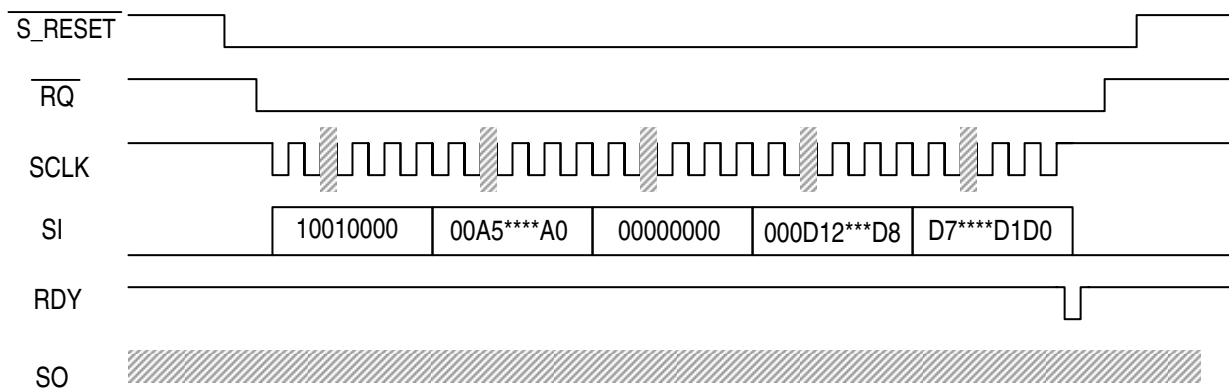 S_RESET
RQ
SCLK
SI 10010000 00A5****A0 00000000 000D12***D8 D7****D1D0
RDY
SO